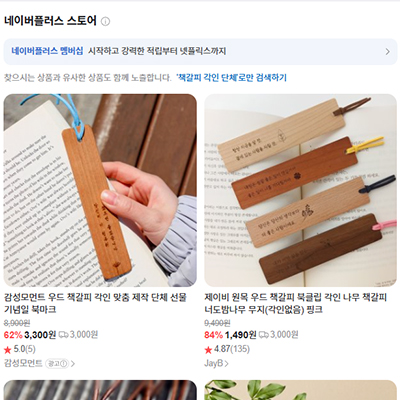 네이버플러스 스토어
네이버플러스 멤버십 시작하고 강력한 적립부터 넷플릭스까지
찾으시는 상품과 유사한 상품도 함께 노출합니다. '책갈피 각인 단체'로만 검색하기
감성모먼트 우드 책갈피 각인 맞춤 제작 단체 선물
기념일 북마크
8,900원
62% 3,300원 3,000원
5.0(5)
감성모먼트 광고
제이비 원목 우드 책갈피 북클립 각인 나무 책갈피
너도밤나무 무지(각인없음) 핑크
9,490원
84% 1,490원 3,000원
4.87(135)
JayB